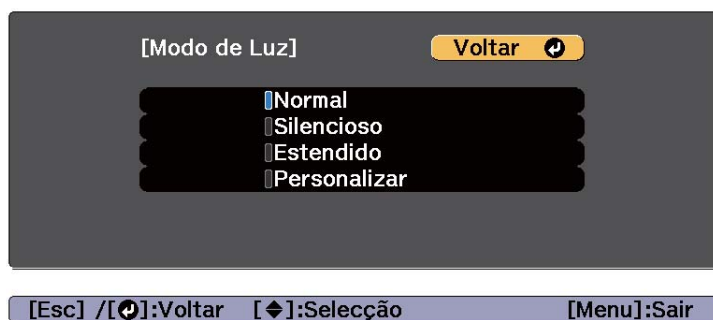 [Modo de Luz] Voltar
Normal
Silencioso
Estendido
Personalizar
[Esc] /[]:Voltar []:Selecção [Menu]:Sair